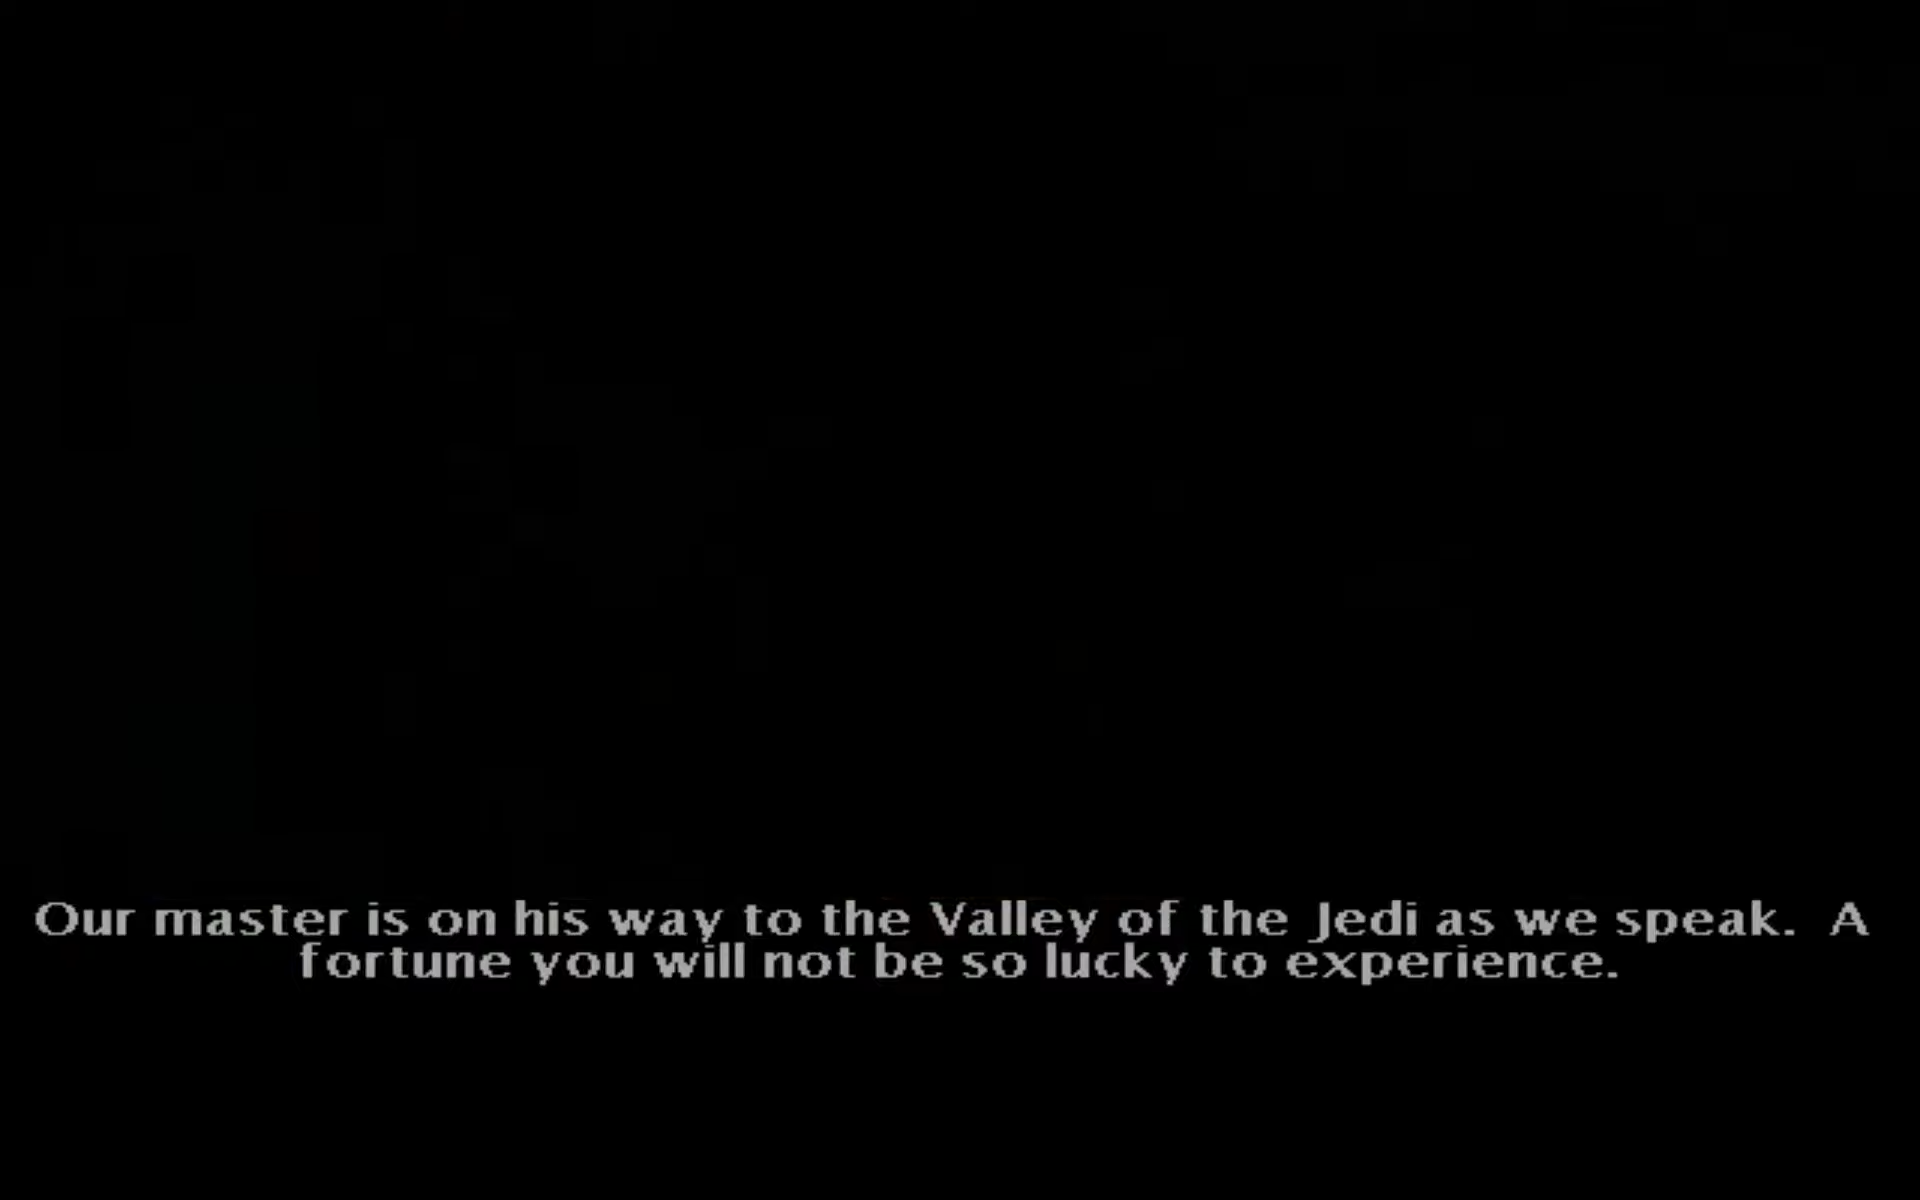 Our master is on his way to the Valley of the Jedi as we speak.  A
fortune you will not be so lucky to experience.